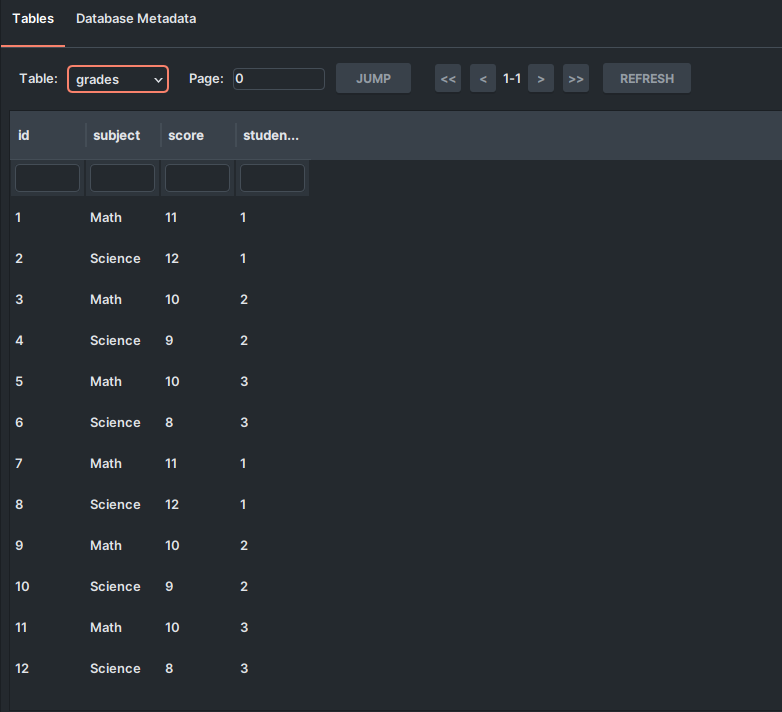 Tables Database Metadata
Table: grades Page: 0 JUMP << < 1-1 > >> REFRESH
id subject score studen...
1 Math 11 1
2 Science 12 1
3 Math 10 2
4 Science 9 2
5 Math 10 3
6 Science 8 3
7 Math 11 1
8 Science 12 1
9 Math 10 2
10 Science 9 2
11 Math 10 3
12 Science 8 3